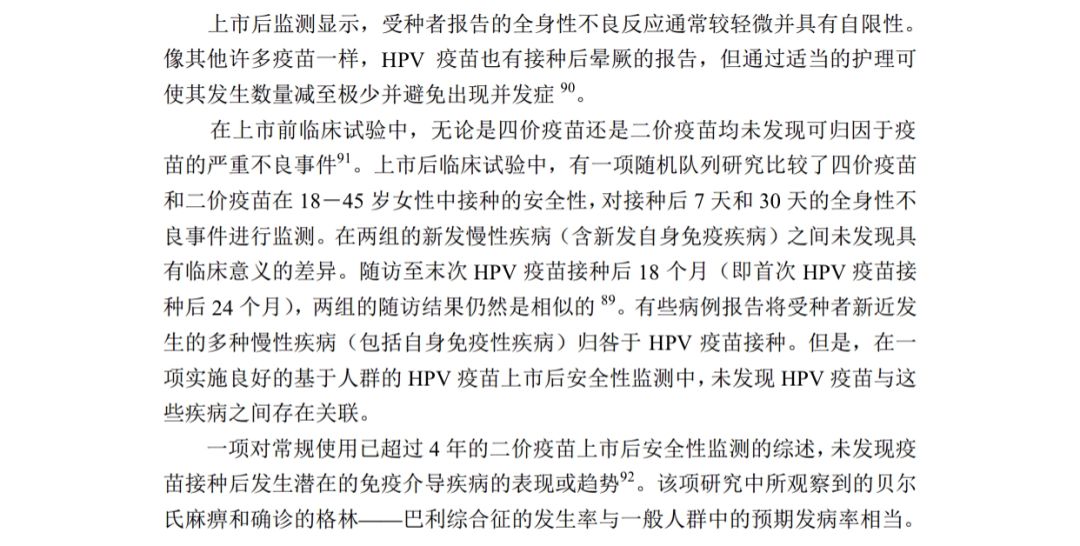 上市后监测显示，受种者报告的全身性不良反应通常较轻微并具有自限性。
像其他许多疫苗一样，HPV 疫苗也有接种后晕厥的报告，但通过适当的护理可
使其发生数量减至极少并避免出现并发症 90。
在上市前临床试验中，无论是四价疫苗还是二价疫苗均未发现可归因于疫
苗的严重不良事件91。上市后临床试验中，有一项随机队列研究比较了四价疫苗
和二价疫苗在 18－45 岁女性中接种的安全性，对接种后 7 天和 30 天的全身性不
良事件进行监测。在两组的新发慢性疾病（含新发自身免疫疾病）之间未发现具
有临床意义的差异。随访至末次 HPV 疫苗接种后 18 个月（即首次 HPV 疫苗接
种后 24 个月），两组的随访结果仍然是相似的 89。有些病例报告将受种者新近发
生的多种慢性疾病（包括自身免疫性疾病）归咎于 HPV 疫苗接种。但是，在一
项实施良好的基于人群的 HPV 疫苗上市后安全性监测中，未发现 HPV 疫苗与这
些疾病之间存在关联。
一项对常规使用已超过 4 年的二价疫苗上市后安全性监测的综述，未发现疫
苗接种后发生潜在的免疫介导疾病的表现或趋势92。该项研究中所观察到的贝尔
氏麻痹和确诊的格林——巴利综合征的发生率与一般人群中的预期发病率相当。